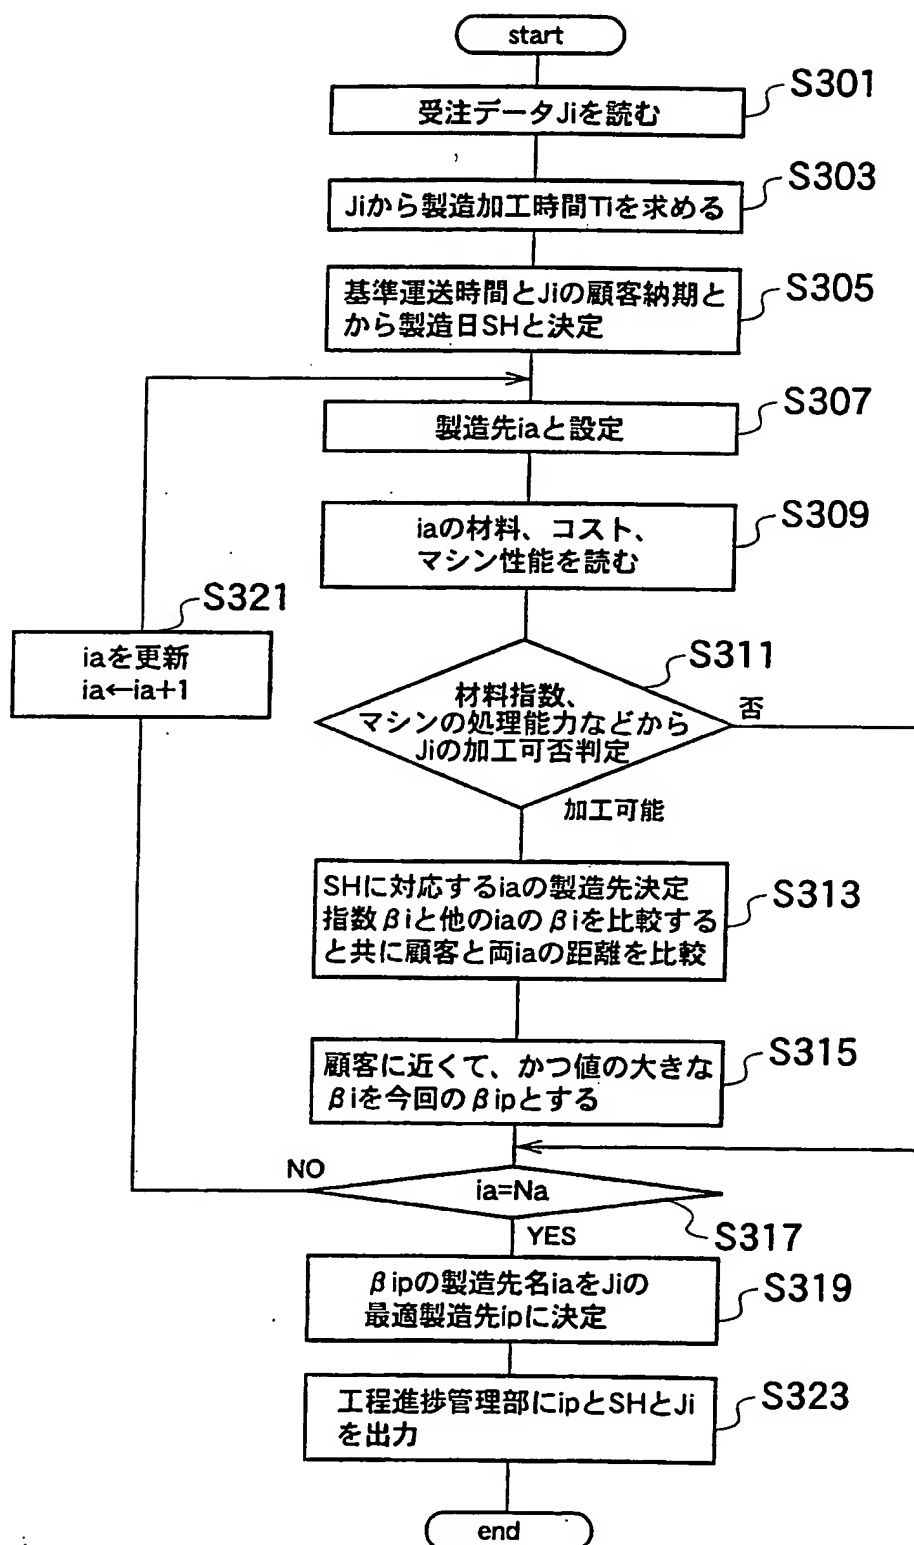 start
S301
受注データJiを読む
S303
Jiから製造加工時間Tiを求める
S305
基準運送時間とJiの顧客納期と
から製造日SHと決定
S307
製造先iaと設定
S309
iaの材料、コスト、
マシン性能を読む
S321
iaを更新
ia←ia+1
S311
材料指数、
マシンの処理能力などから
Jiの加工可否判定
否
加工可能
S313
SHに対応するiaの製造先決定
指数βiと他のiaのβiを比較する
と共に顧客と両iaの距離を比較
S315
顧客に近くて、かつ値の大きな
βiを今回のβipとする
NO
ia=Na
S317
YES
S319
βipの製造先名iaをJiの
最適製造先ipに決定
S323
工程進捗管理部にipとSHとJi
を出力
end